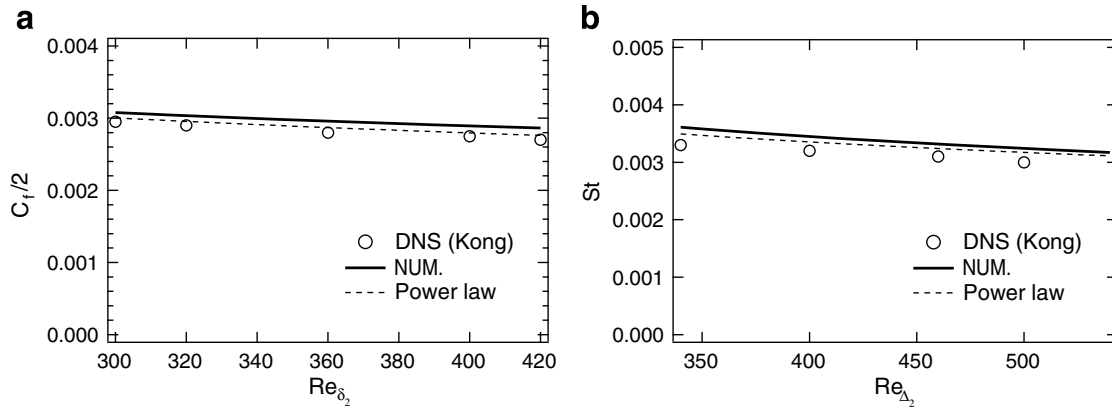 a
0.004
0.003
0.002
0.001
0.000
C_f/2
300 320 340 360 380 400 420
Re_δ₂
DNS (Kong)
NUM.
Power law
b
0.005
0.004
0.003
0.002
0.001
0.000
St
350 400 450 500
Re_Δ₂
DNS (Kong)
NUM.
Power law